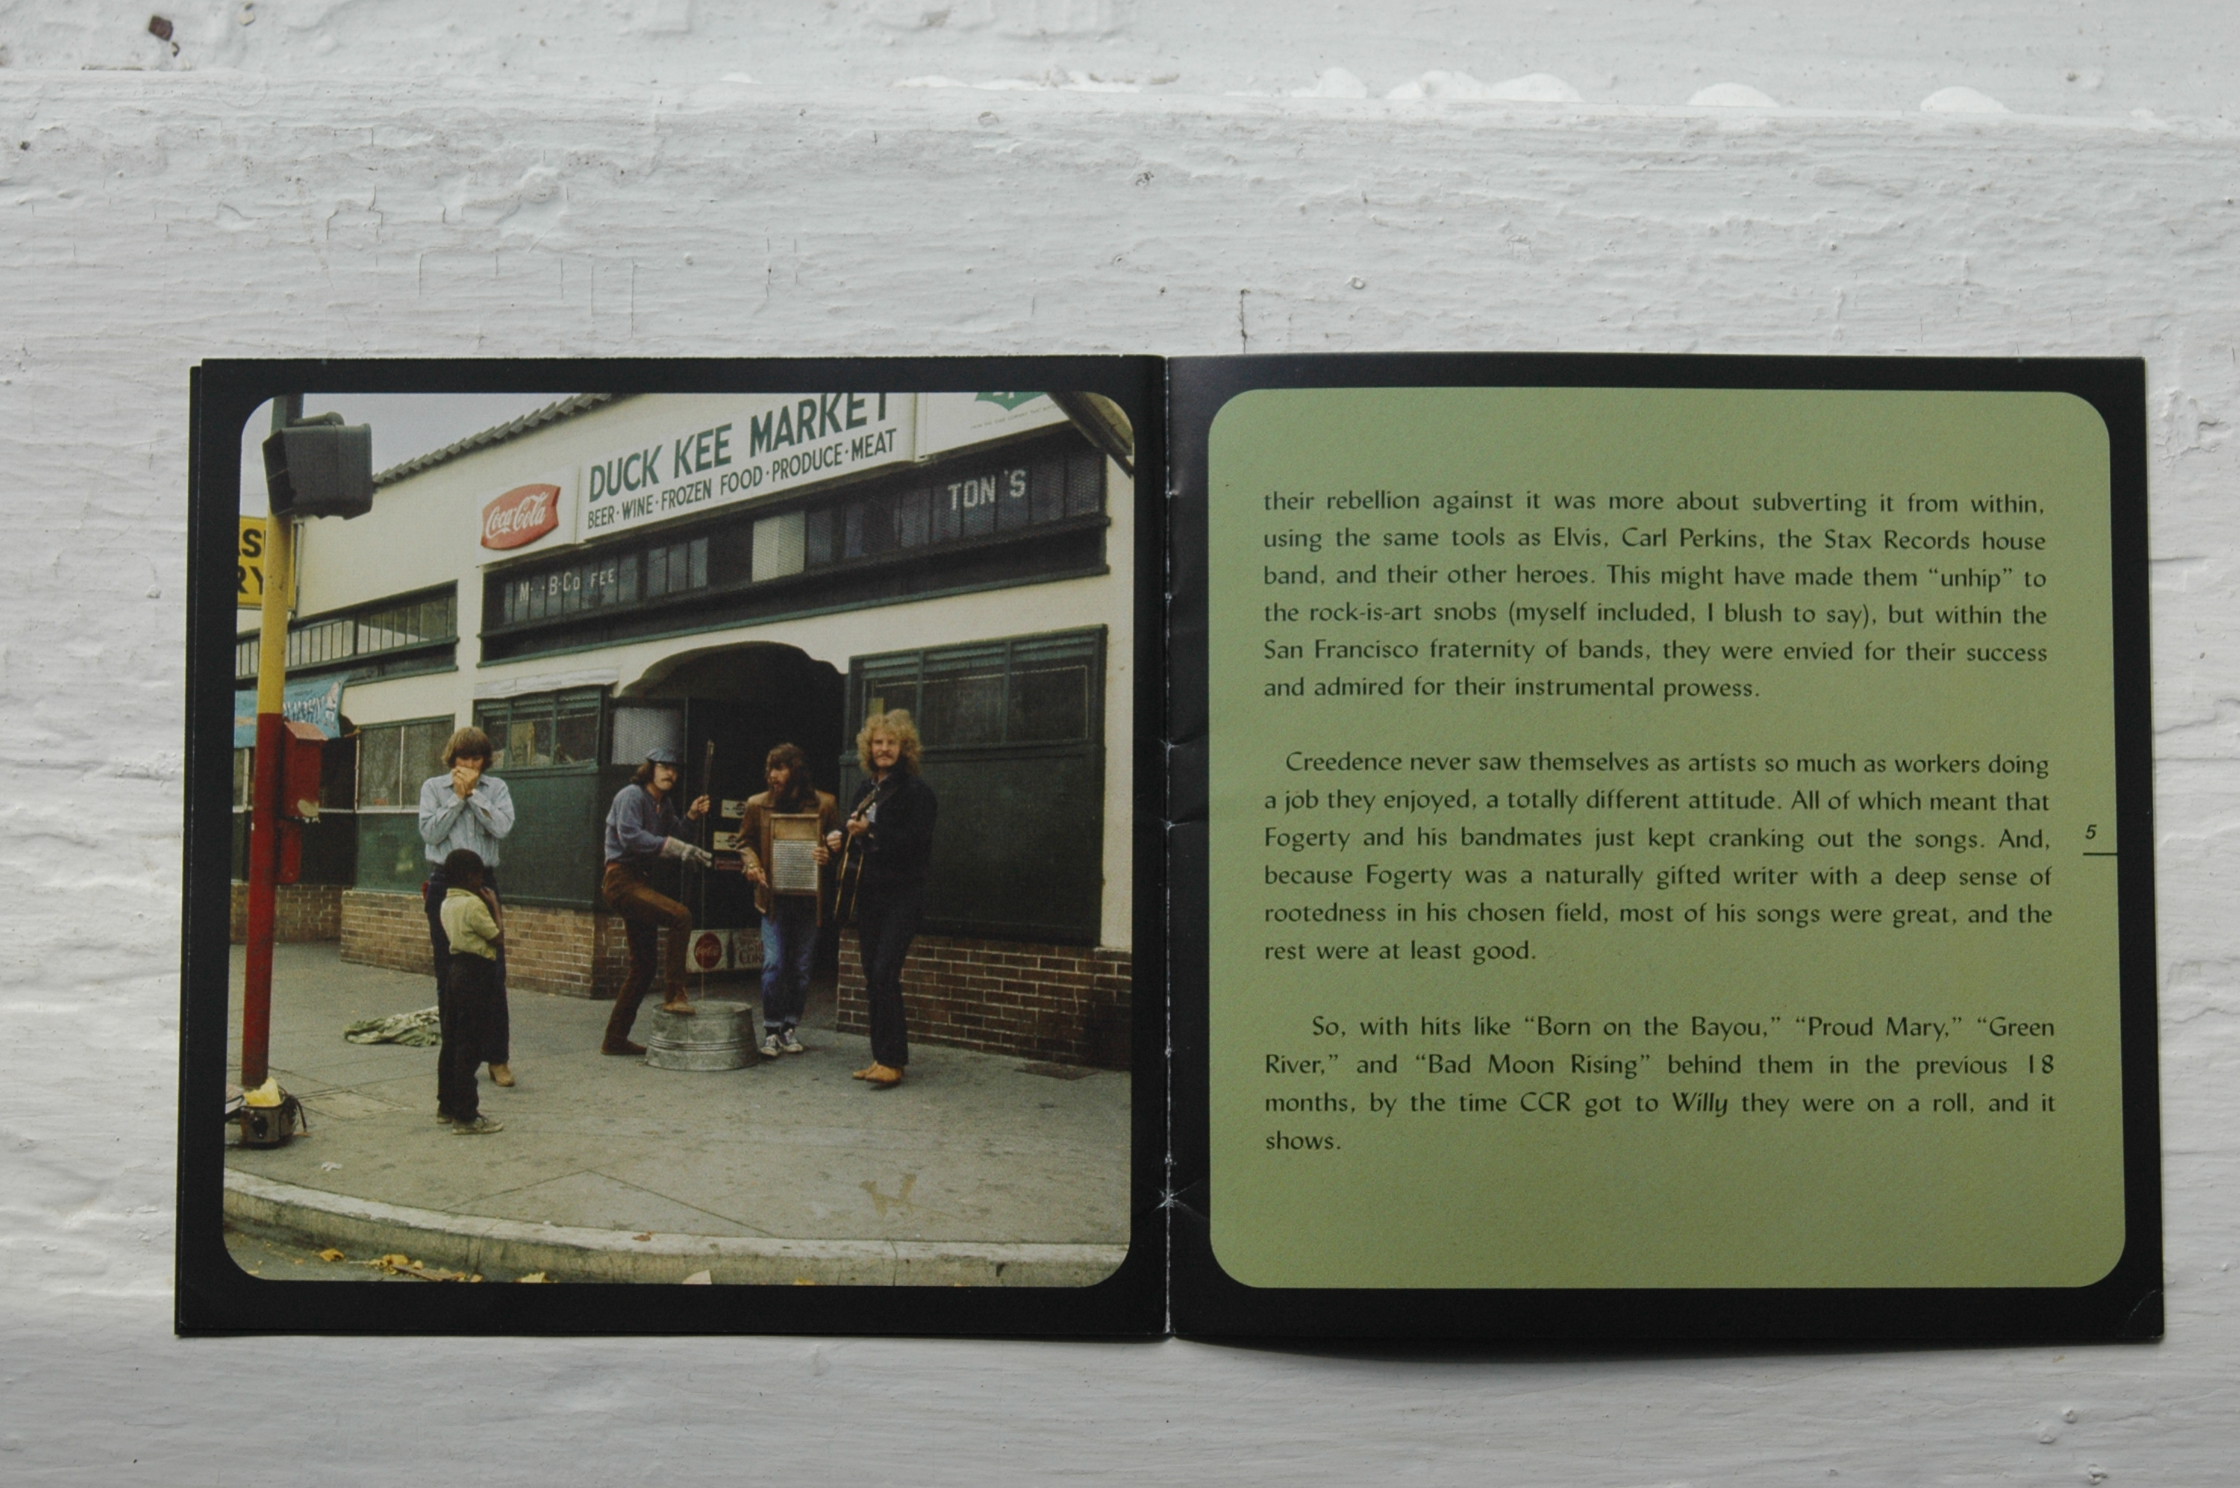 DUCK KEE MARKET
BEER·WINE·FROZEN FOOD·PRODUCE·MEAT
Coca-Cola
TON'S
M B·CO FEE
AS
RY
their rebellion against it was more about subverting it from within,
using the same tools as Elvis, Carl Perkins, the Stax Records house
band, and their other heroes. This might have made them “unhip” to
the rock-is-art snobs (myself included, I blush to say), but within the
San Francisco fraternity of bands, they were envied for their success
and admired for their instrumental prowess.
Creedence never saw themselves as artists so much as workers doing
a job they enjoyed, a totally different attitude. All of which meant that
Fogerty and his bandmates just kept cranking out the songs. And,
because Fogerty was a naturally gifted writer with a deep sense of
rootedness in his chosen field, most of his songs were great, and the
rest were at least good.
So, with hits like “Born on the Bayou,” “Proud Mary,” “Green
River,” and “Bad Moon Rising” behind them in the previous 18
months, by the time CCR got to Willy they were on a roll, and it
shows.
5